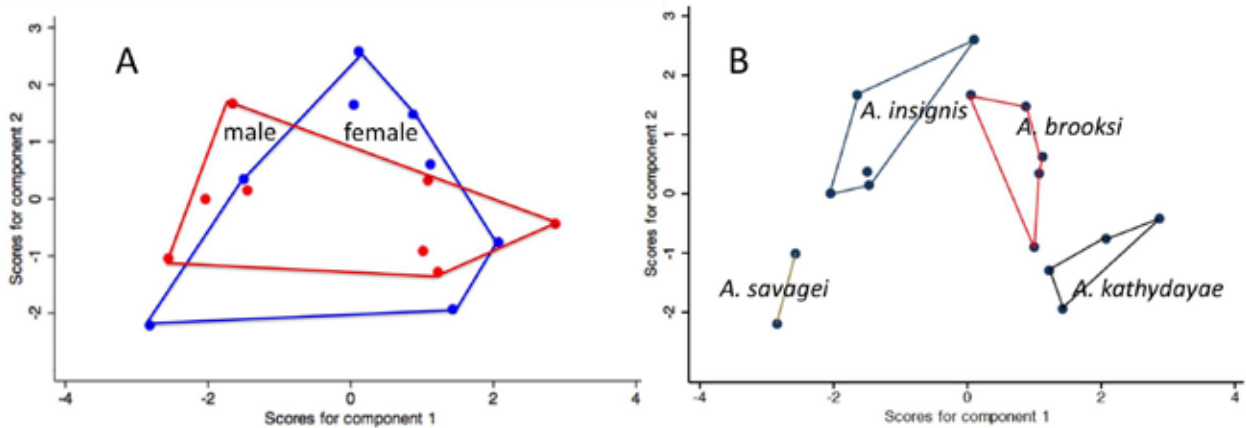 A
male
female
Scores for component 2
3
2
1
0
-1
-2
-4
-2
0
2
4
Scores for component 1
B
A. insignis
A. brooksi
A. savagei
A. kathydayae
Scores for component 2
3
2
1
0
-1
-2
-4
-2
0
2
4
Scores for component 1